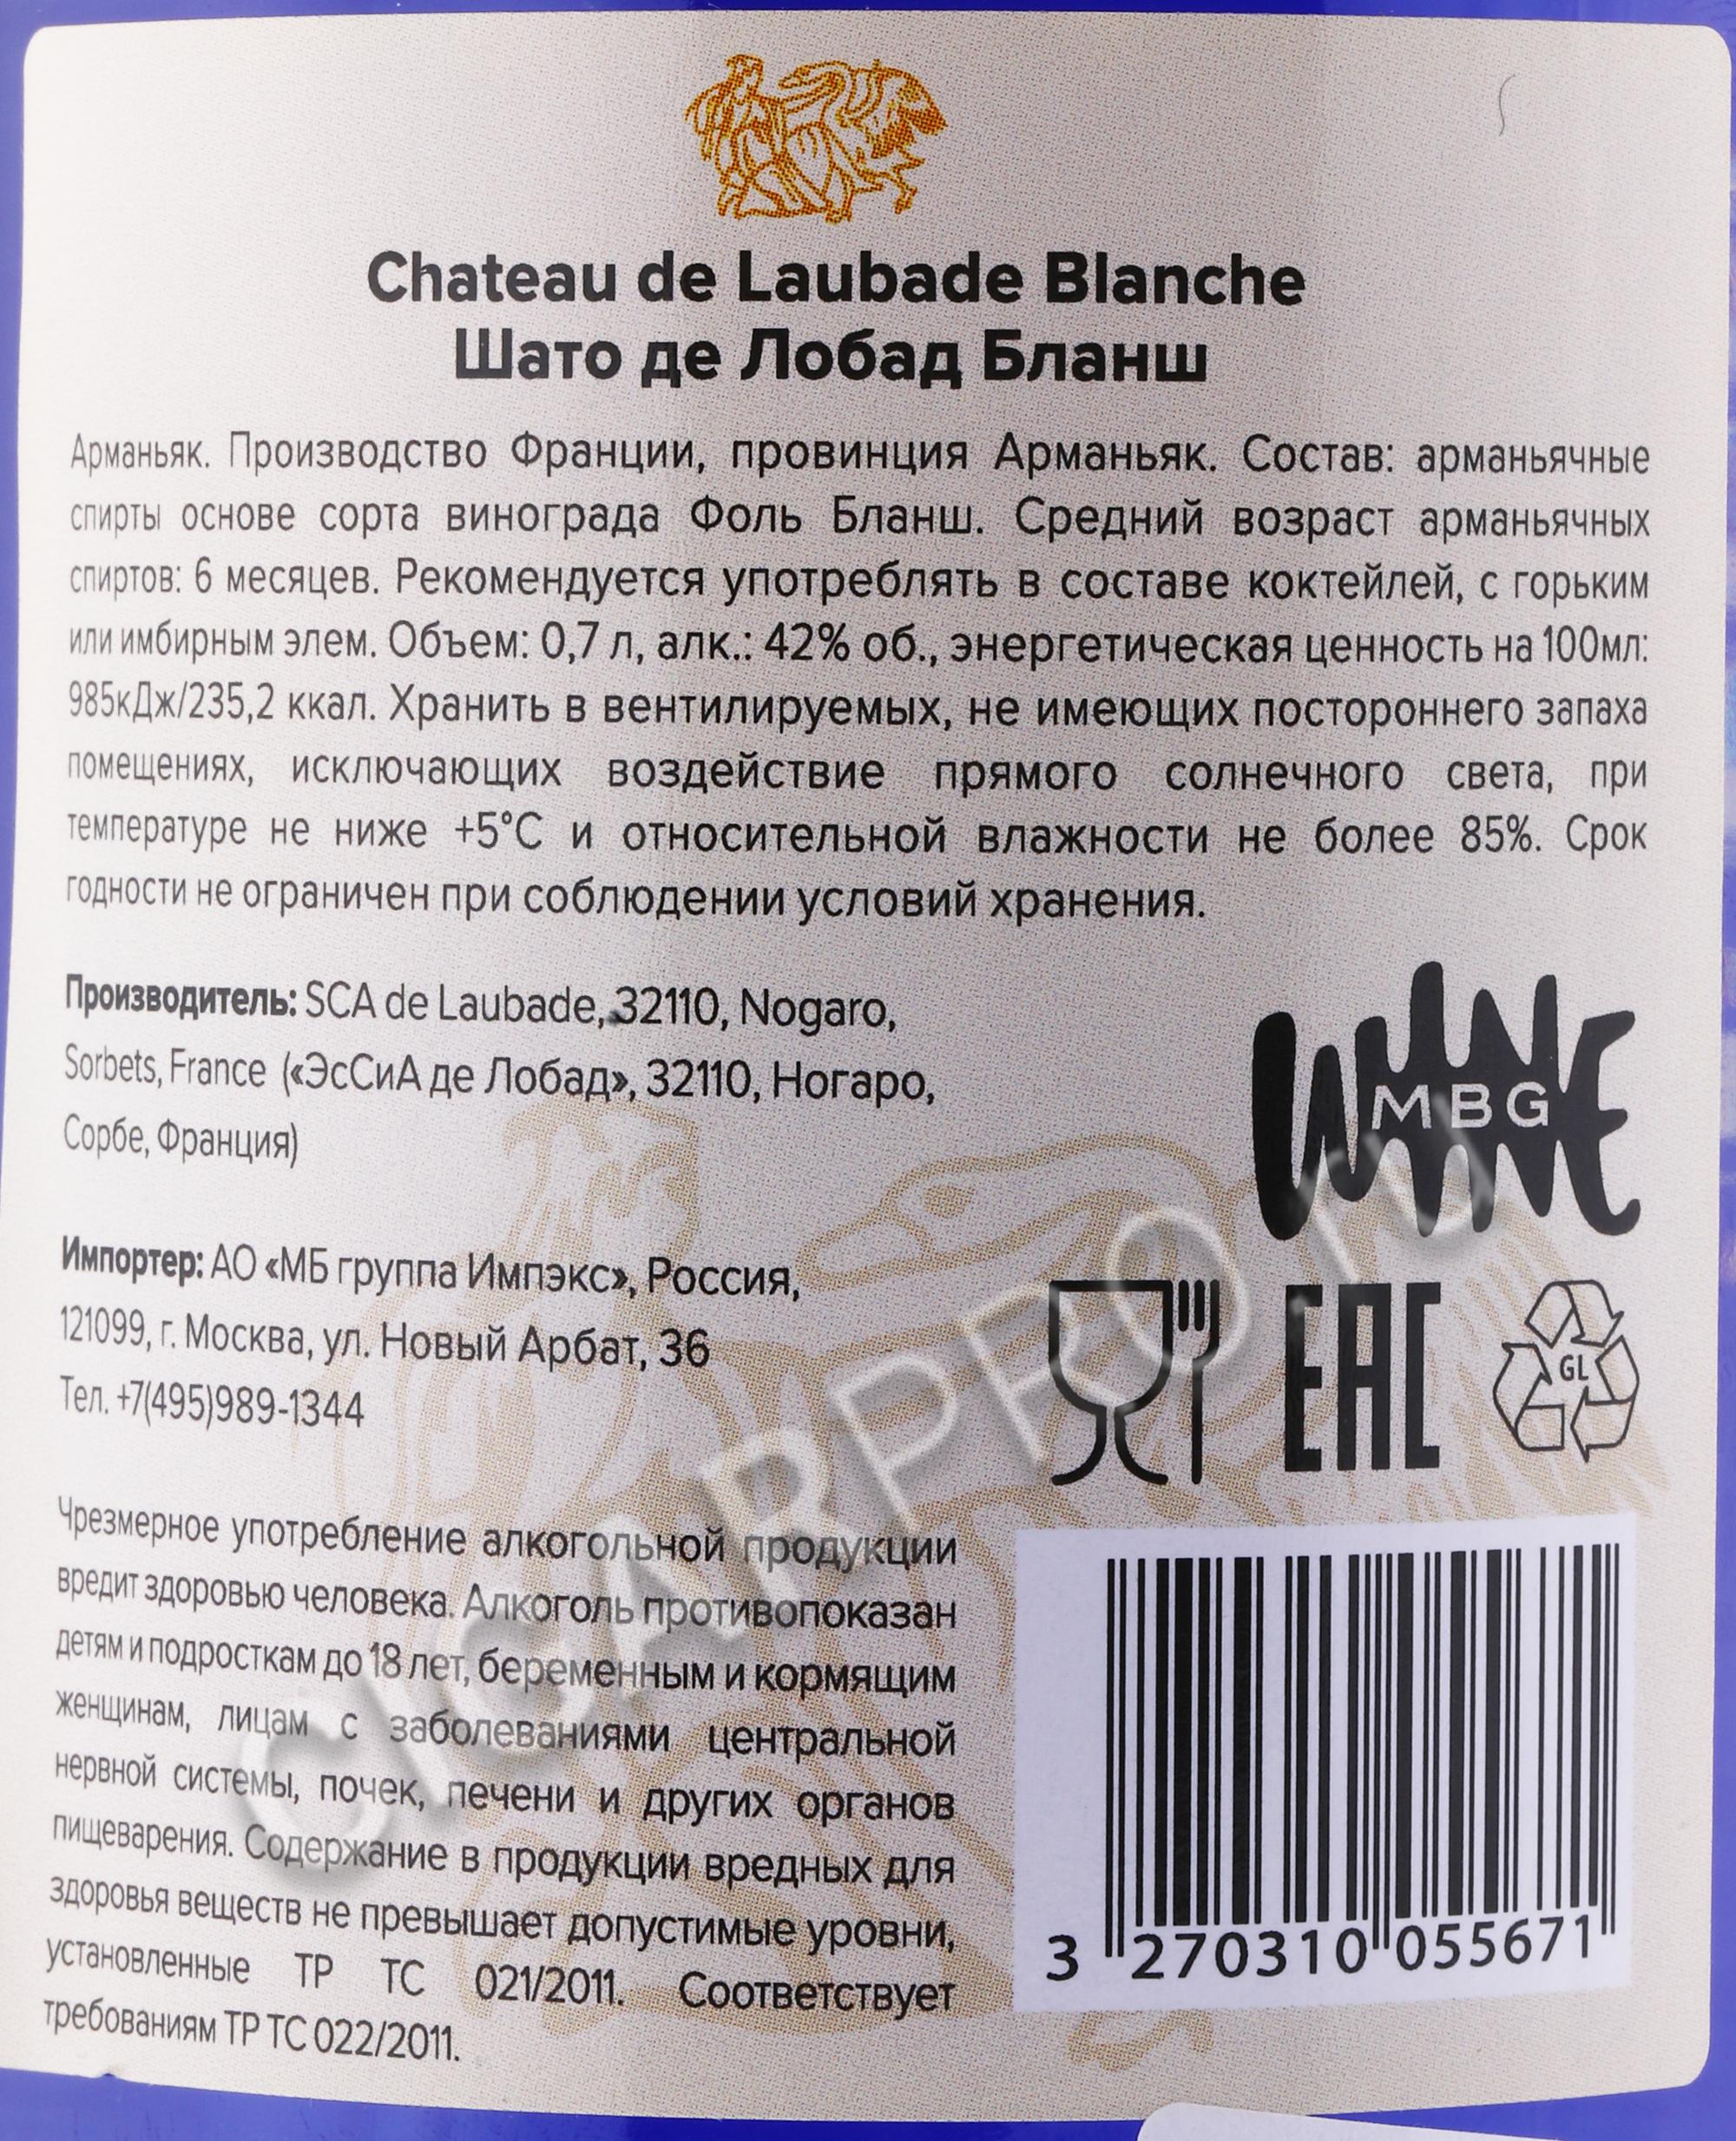 Chateau de Laubade Blanche
Шато де Лобад Бланш
Арманьяк. Производство Франции, провинция Арманьяк. Состав: арманьячные
спирты основе сорта винограда Фоль Бланш. Средний возраст арманьячных
спиртов: 6 месяцев. Рекомендуется употреблять в составе коктейлей, с горьким
или имбирным элем. Объем: 0,7 л, алк.: 42% об., энергетическая ценность на 100мл:
985кДж/235,2 ккал. Хранить в вентилируемых, не имеющих постороннего запаха
помещениях, исключающих воздействие прямого солнечного света, при
температуре не ниже +5°С и относительной влажности не более 85%. Срок
годности не ограничен при соблюдении условий хранения.
Производитель: SCA de Laubade, 32110, Nogaro,
Sorbets, France («ЭсСиА де Лобад», 32110, Ногаро,
Сорбе, Франция)
WINE
MBG
Импортер: АО «МБ группа Импэкс», Россия,
121099, г. Москва, ул. Новый Арбат, 36
Тел. +7(495)989-1344
EAC
GL
Чрезмерное употребление алкогольной продукции
вредит здоровью человека. Алкоголь противопоказан
детям и подросткам до 18 лет, беременным и кормящим
женщинам, лицам с заболеваниями центральной
нервной системы, почек, печени и других органов
пищеварения. Содержание в продукции вредных для
здоровья веществ не превышает допустимые уровни,
установленные ТР ТС 021/2011. Соответствует
требованиям ТР ТС 022/2011.
3 270310 055671
CIGARPRO.ru